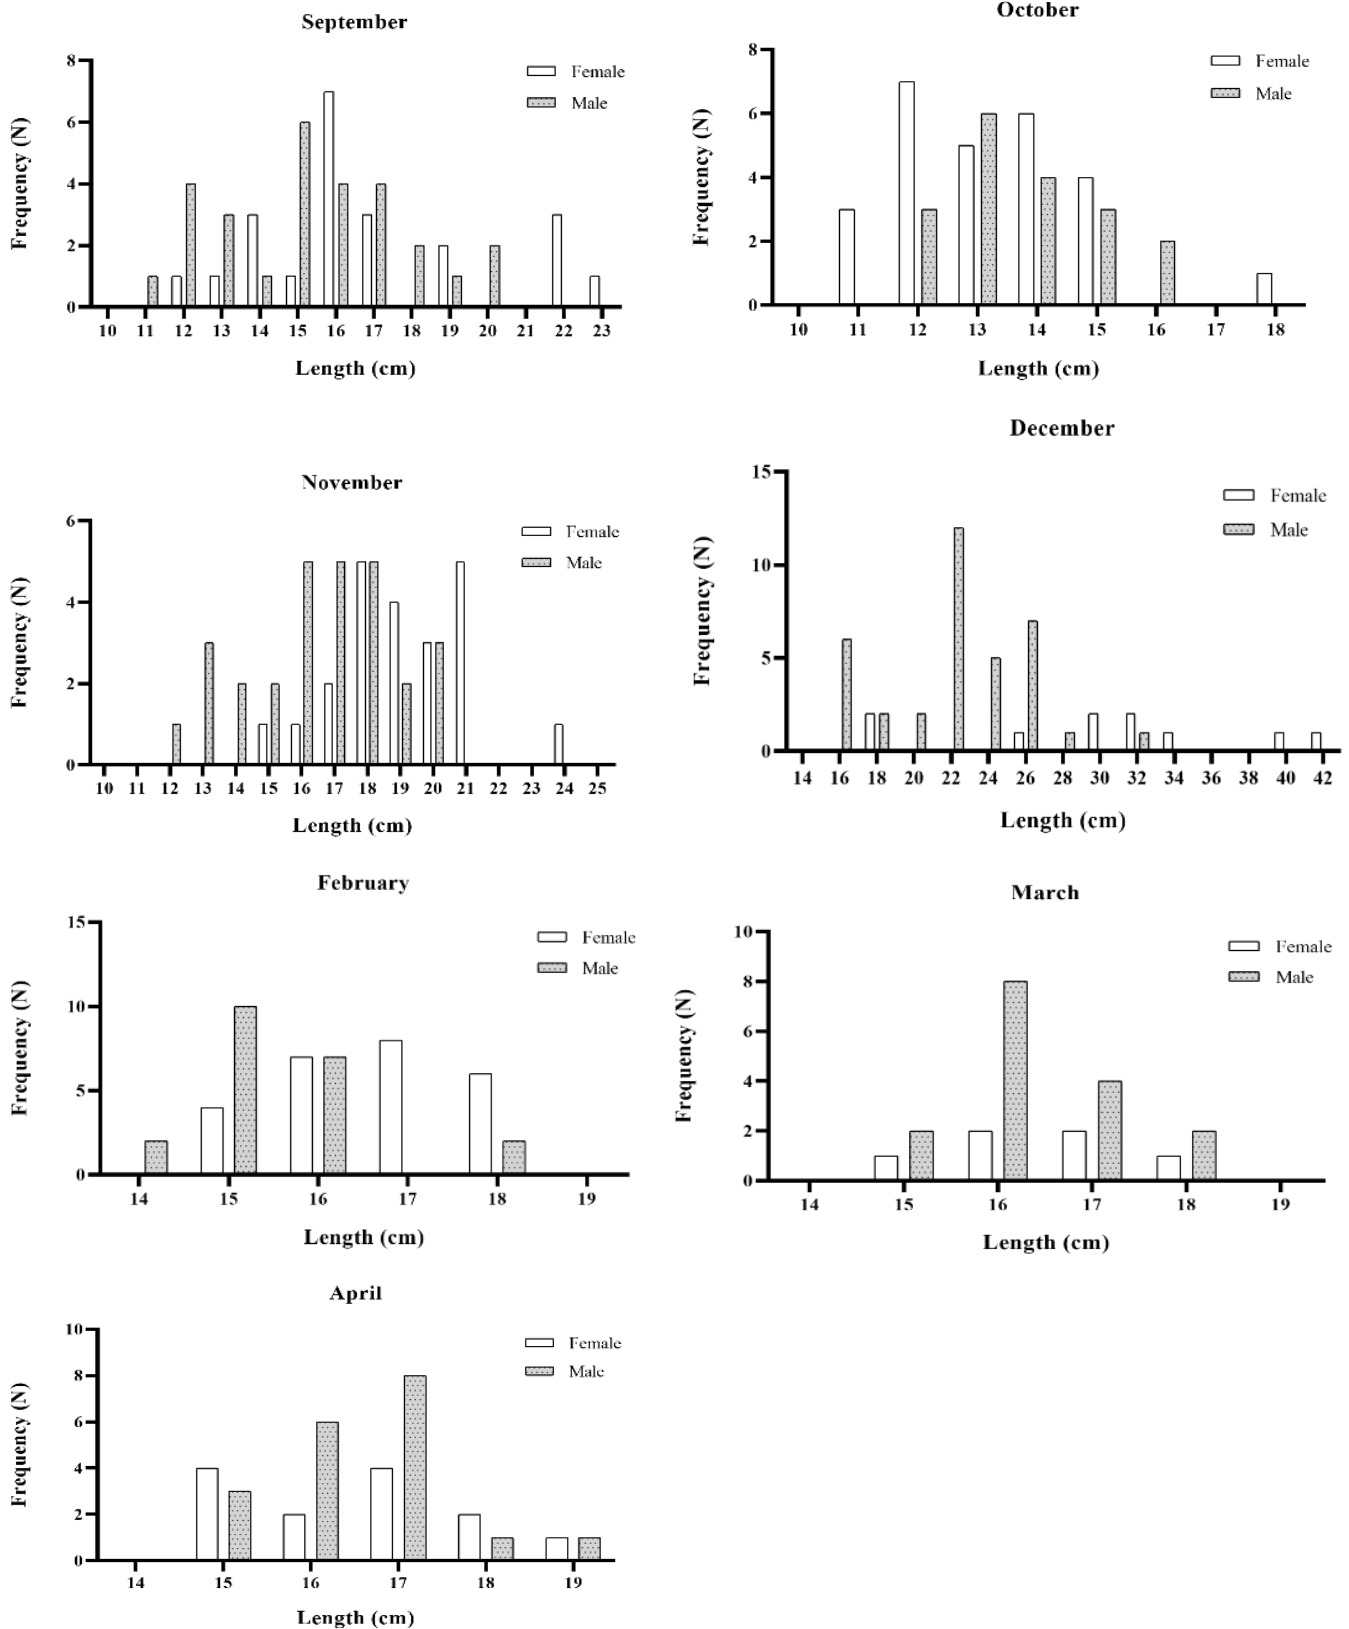 September
8
6
4
2
0
Frequency (N)
Female
Male
10 11 12 13 14 15 16 17 18 19 20 21 22 23
Length (cm)
October
8
6
4
2
0
Frequency (N)
Female
Male
10 11 12 13 14 15 16 17 18
Length (cm)
November
6
4
2
0
Frequency (N)
Female
Male
10 11 12 13 14 15 16 17 18 19 20 21 22 23 24 25
Length (cm)
December
15
10
5
0
Frequency (N)
Female
Male
14 16 18 20 22 24 26 28 30 32 34 36 38 40 42
Length (cm)
February
15
10
5
0
Frequency (N)
Female
Male
14 15 16 17 18 19
Length (cm)
March
10
8
6
4
2
0
Frequency (N)
Female
Male
14 15 16 17 18 19
Length (cm)
April
10
8
6
4
2
0
Frequency (N)
Female
Male
14 15 16 17 18 19
Length (cm)